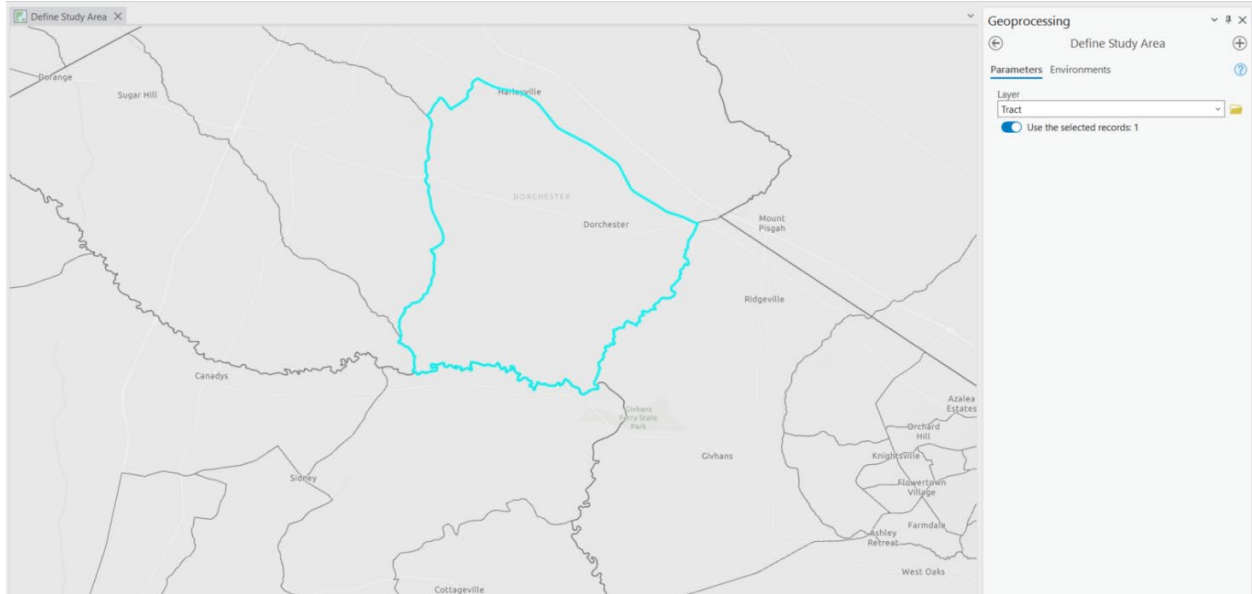 Define Study Area
Dorange
Sugar Hill
Harleyville
DORCHESTER
Dorchester
Mount
Pisgah
Ridgeville
Canadys
Givhans
Ferry State
Park
Azalea
Estates
Orchard
Hill
Knightsville
Givhans
Sidney
Flowertown
Village
Farmdale
Ashley
Retreat
West Oaks
Cottageville
Geoprocessing
Define Study Area
Parameters Environments
?
Layer
Tract
Use the selected records: 1